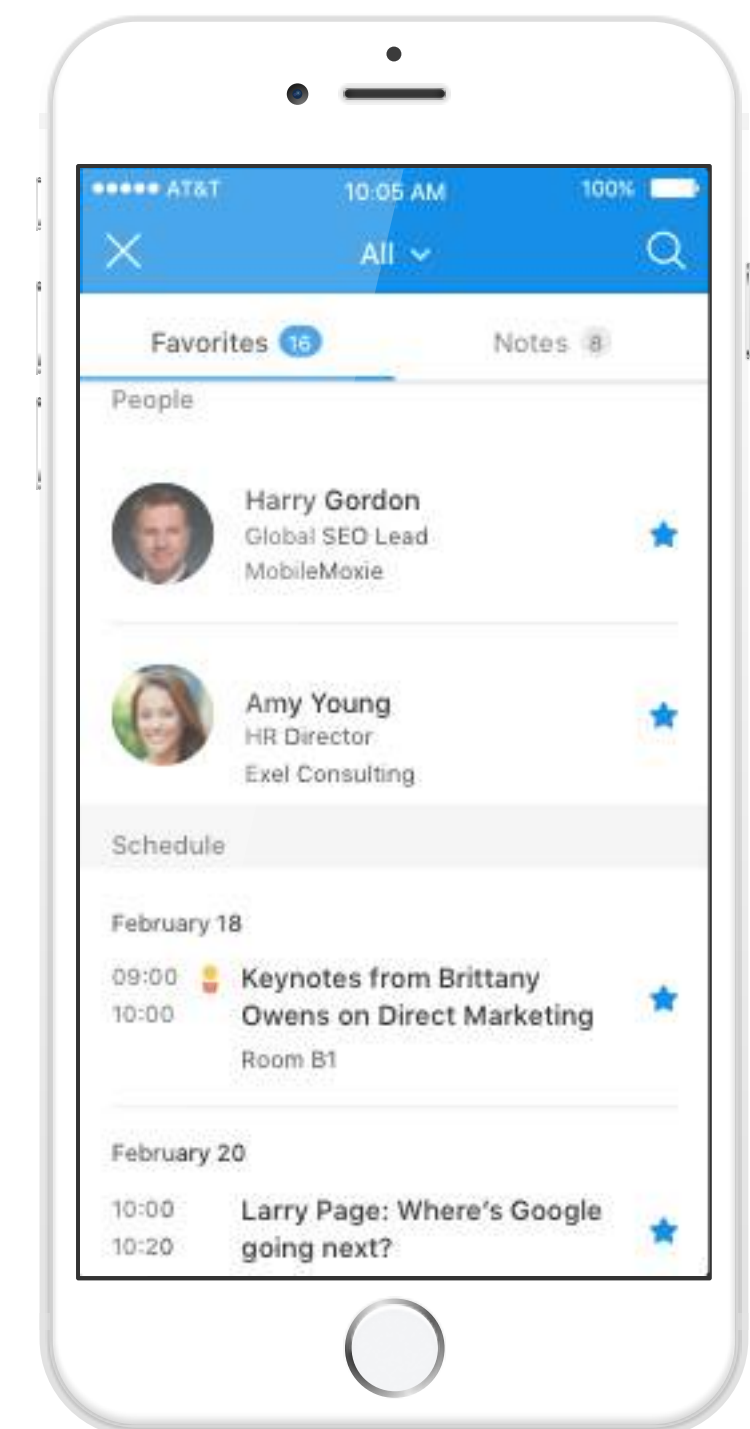 AT&T 10:05 AM 100%
All
Favorites 16 Notes 8
People
Harry Gordon
Global SEO Lead
MobileMoxie
Amy Young
HR Director
Exel Consulting
Schedule
February 18
09:00 Keynotes from Brittany
10:00 Owens on Direct Marketing
Room B1
February 20
10:00 Larry Page: Where's Google
10:20 going next?